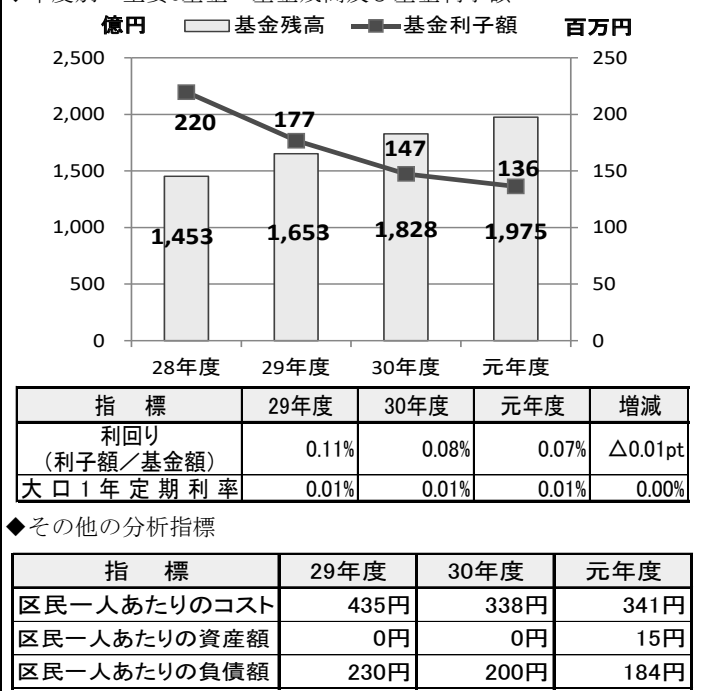 億円 基金残高 基金利子額 百万円
2,500 250
2,000 200
1,500 150
1,000 100
500 50
0 0
220 177 147 136
1,453 1,653 1,828 1,975
28年度 29年度 30年度 元年度
指 標 29年度 30年度 元年度 増減
利回り
(利子額/基金額) 0.11% 0.08% 0.07% △0.01pt
大口1年定期利率 0.01% 0.01% 0.01% 0.00%
◆その他の分析指標
指 標 29年度 30年度 元年度
区民一人あたりのコスト 435円 338円 341円
区民一人あたりの資産額 0円 0円 15円
区民一人あたりの負債額 230円 200円 184円